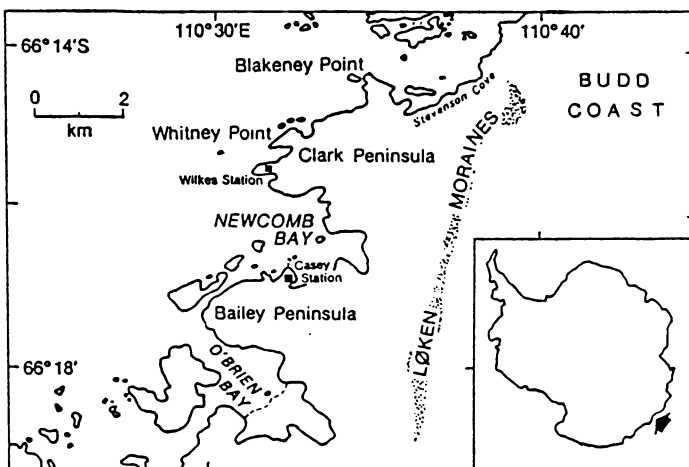 110°30′E
110°40′
66°14′S
Blakeney Point
BUDD
COAST
0 2
km
Stevenson Cove
Whitney Point
Clark Peninsula
Wilkes Station
LØKEN MORAINES
NEWCOMB
BAY
Casey
Station
Bailey Peninsula
66°18′
O'BRIEN
BAY